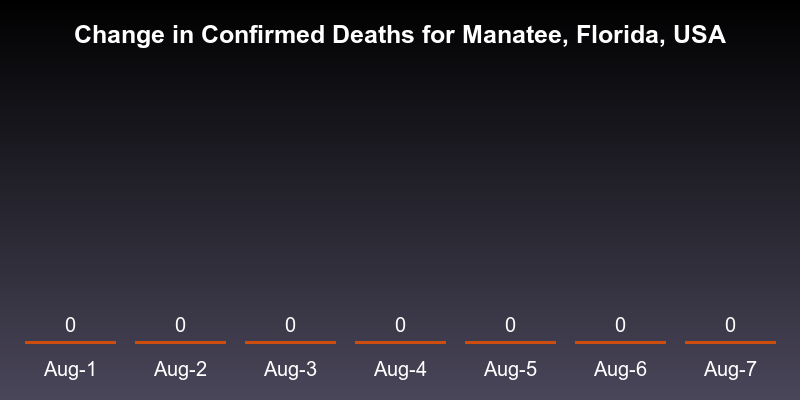 Change in Confirmed Deaths for Manatee, Florida, USA
0 0 0 0 0 0 0
Aug-1 Aug-2 Aug-3 Aug-4 Aug-5 Aug-6 Aug-7